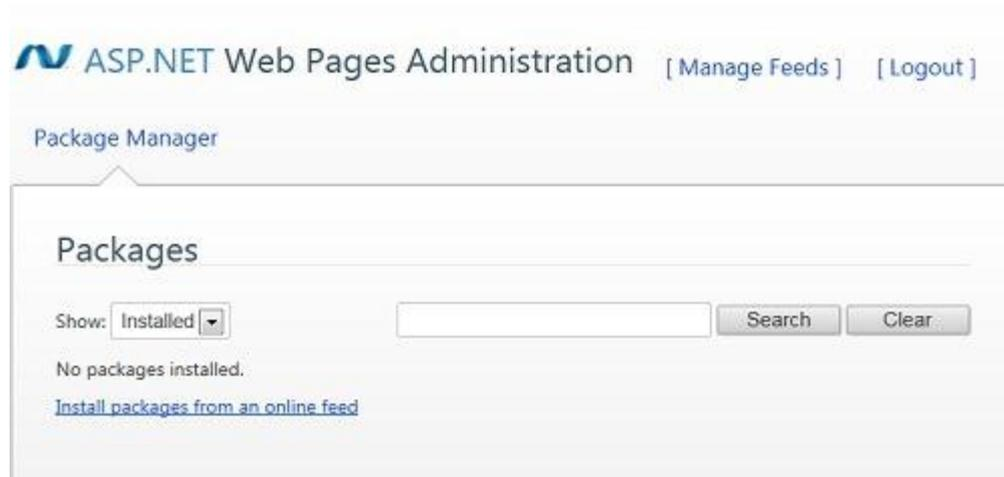 ASP.NET Web Pages Administration [ Manage Feeds ] [ Logout ]
Package Manager
Packages
Show: Installed Search Clear
No packages installed.
Install packages from an online feed